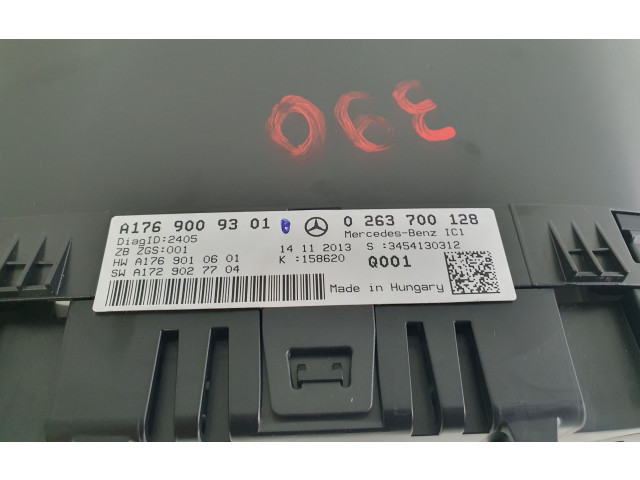 390
A176 900 93 01 0 263 700 128
DiagID:2405 Mercedes-Benz IC1
ZB ZGS:001 14 11 2013 S :3454130312
HW A176 901 06 01 K :158620 Q001
SW A172 902 77 04
Made in Hungary